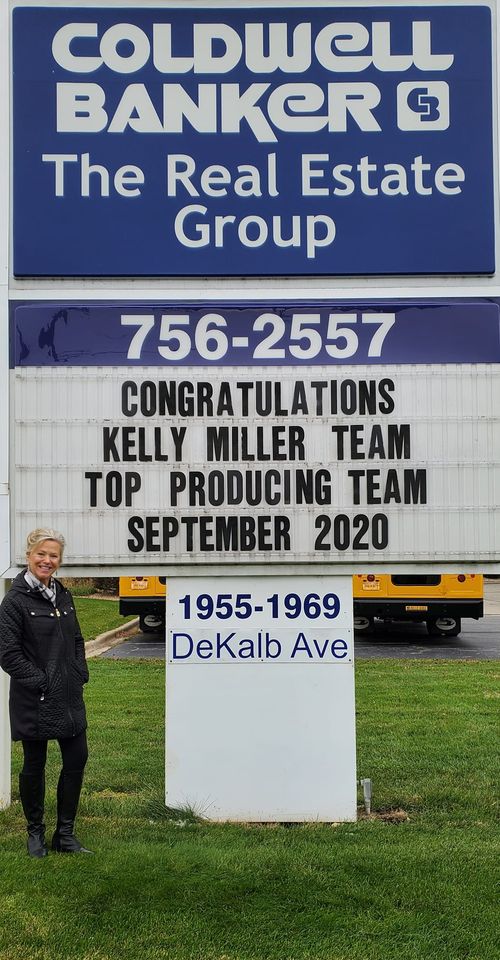 COLDWELL
BANKER CB
The Real Estate
Group
756-2557
CONGRATULATIONS
KELLY MILLER TEAM
TOP PRODUCING TEAM
SEPTEMBER 2020
1955-1969
DeKalb Ave